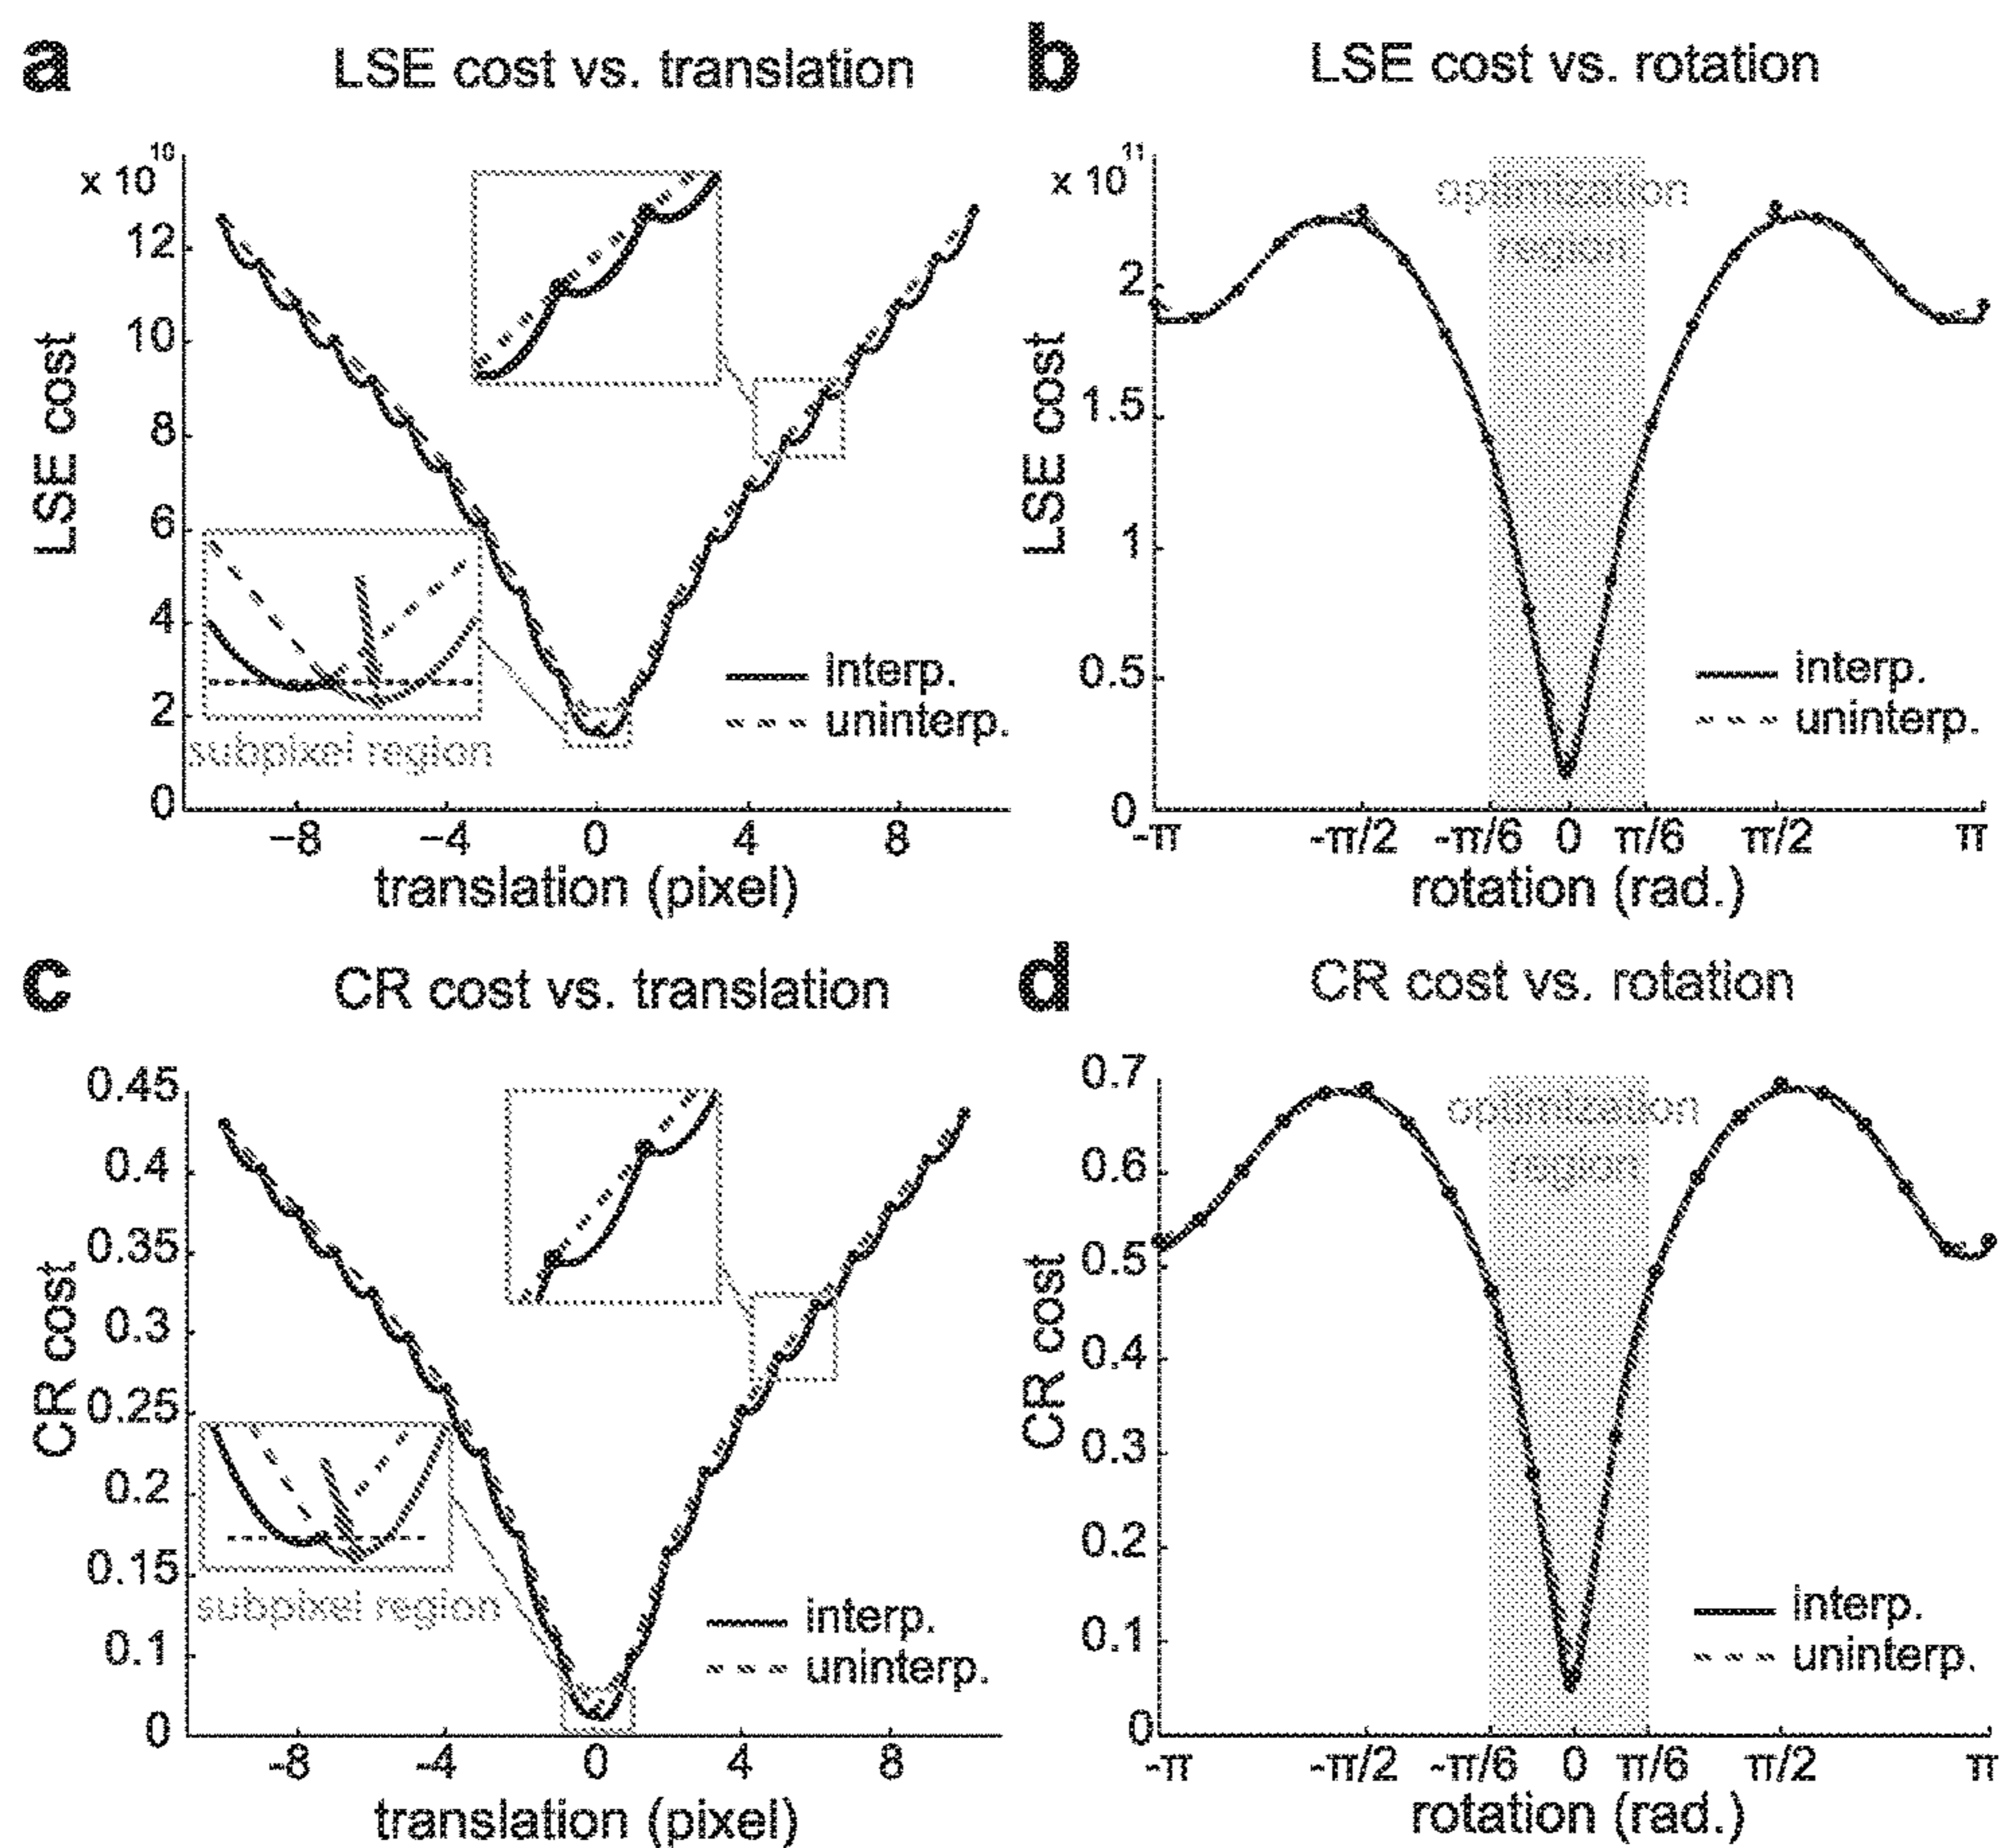 a LSE cost vs. translation
x 10 10
12
10
8
6
4
2
0
LSE cost
subpixel region
interp.
uninterp.
-8 -4 0 4 8
translation (pixel)
b LSE cost vs. rotation
x 10 11
optimization
region
2
1.5
1
0.5
0
LSE cost
interp.
uninterp.
-π -π/2 -π/6 0 π/6 π/2 π
rotation (rad.)
c CR cost vs. translation
0.45
0.4
0.35
0.3
0.25
0.2
0.15
0.1
0
CR cost
subpixel region
interp.
uninterp.
-8 -4 0 4 8
translation (pixel)
d CR cost vs. rotation
0.7
optimization
region
0.6
0.5
0.4
0.3
0.2
0.1
0
CR cost
interp.
uninterp.
-π -π/2 -π/6 0 π/6 π/2 π
rotation (rad.)